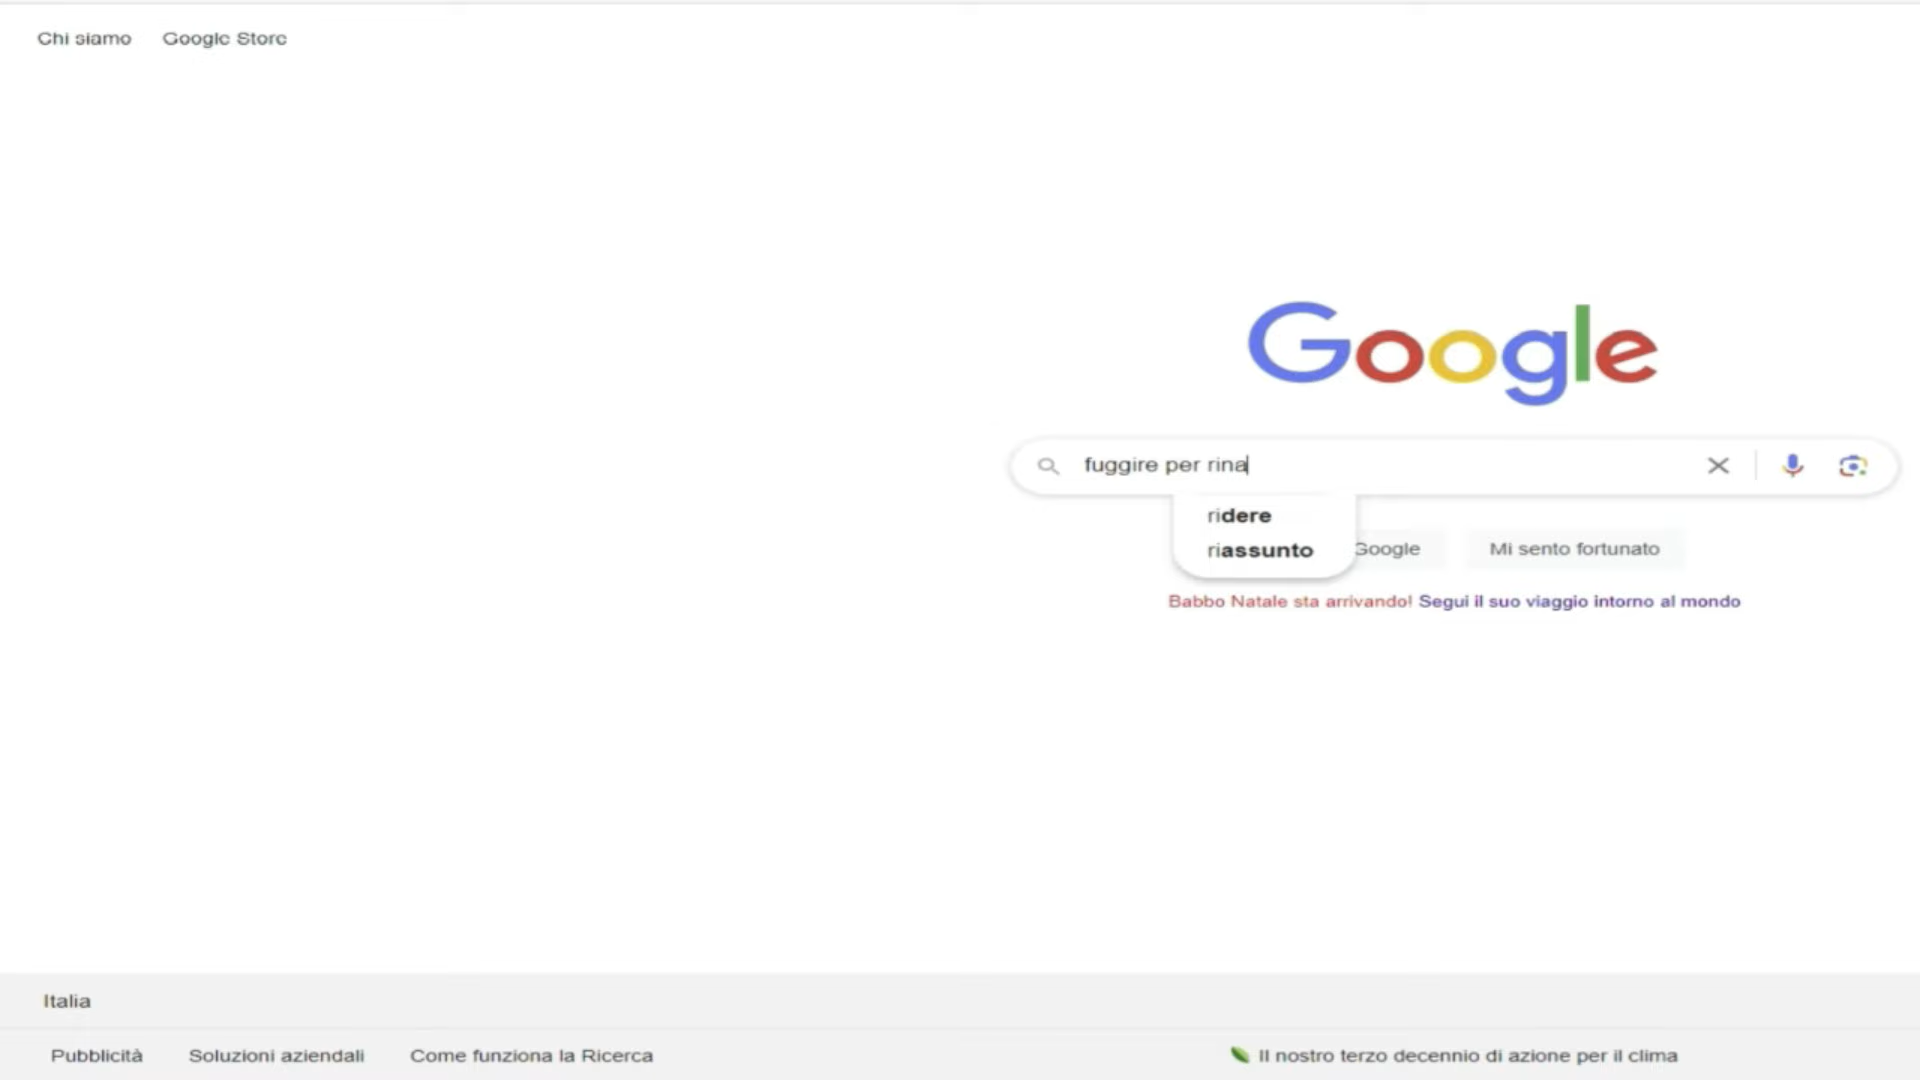 Chi siamo Google Store
Google
fuggire per rina
ridere
riassunto
Google Mi sento fortunato
Babbo Natale sta arrivando! Segui il suo viaggio intorno al mondo
Italia
Pubblicità Soluzioni aziendali Come funziona la Ricerca Il nostro terzo decennio di azione per il clima